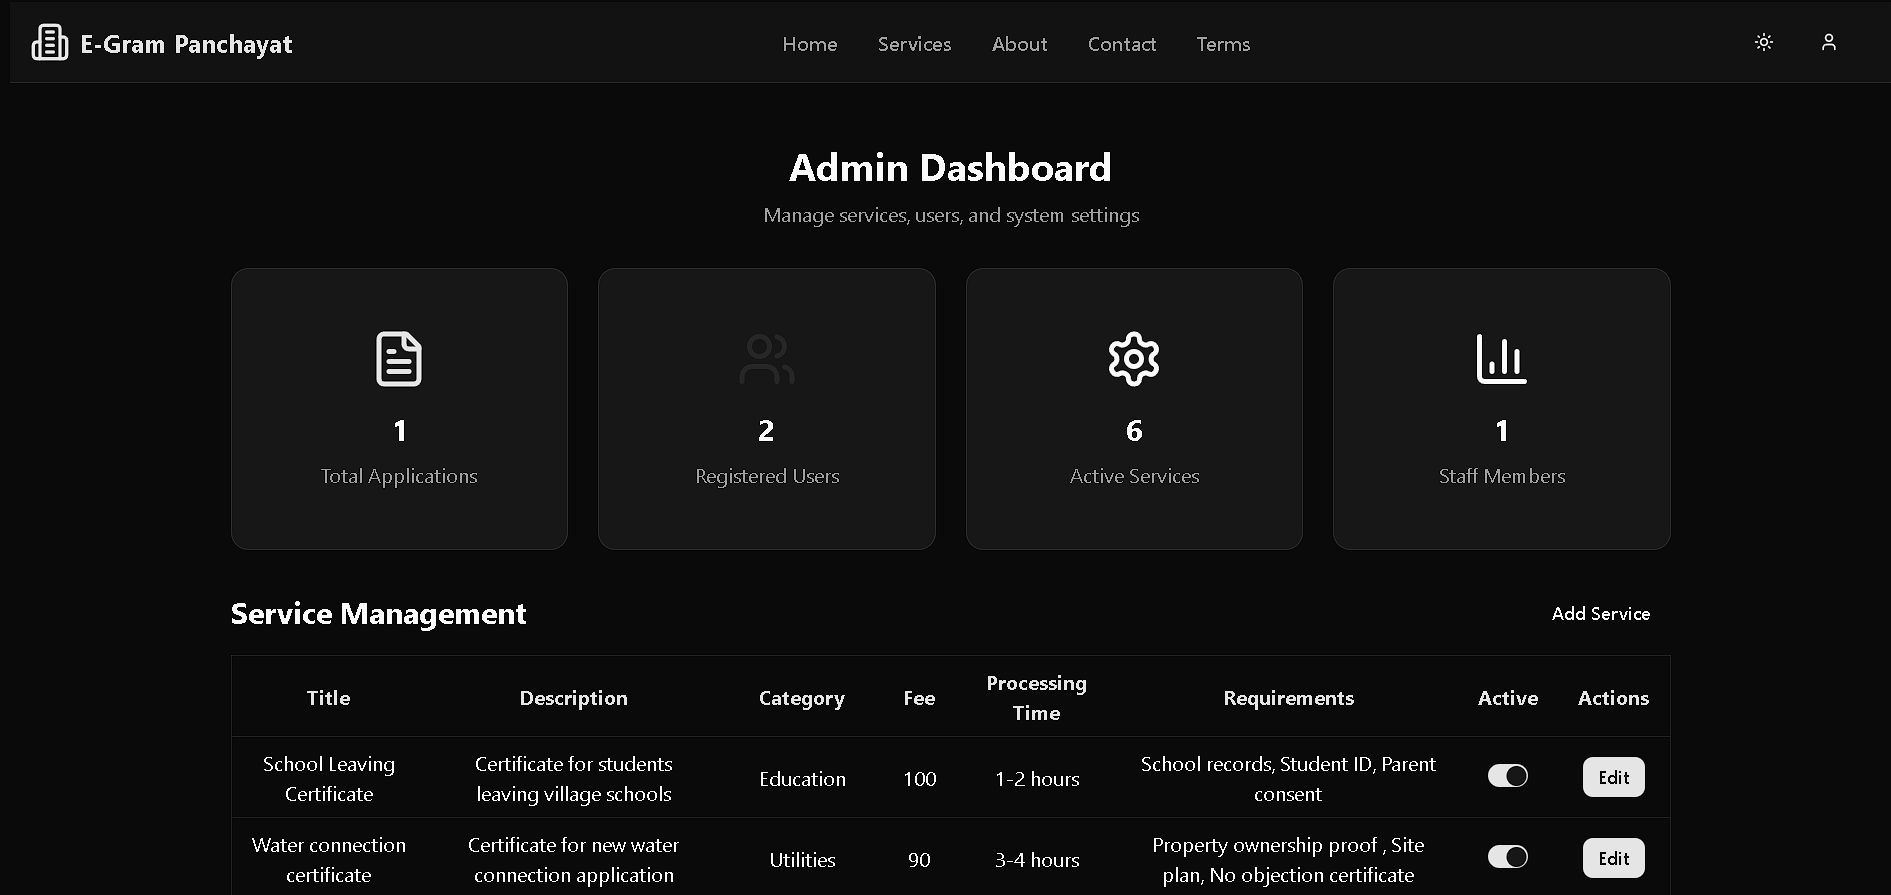 E-Gram Panchayat
Home
Services
About
Contact
Terms
Admin Dashboard
Manage services, users, and system settings
1
Total Applications
2
Registered Users
6
Active Services
1
Staff Members
Service Management
Add Service
Title
Description
Category
Fee
Processing
Time
Requirements
Active
Actions
School Leaving
Certificate
Certificate for students
leaving village schools
Education
100
1-2 hours
School records, Student ID, Parent
consent
Edit
Water connection
certificate
Certificate for new water
connection application
Utilities
90
3-4 hours
Property ownership proof , Site
plan, No objection certificate
Edit